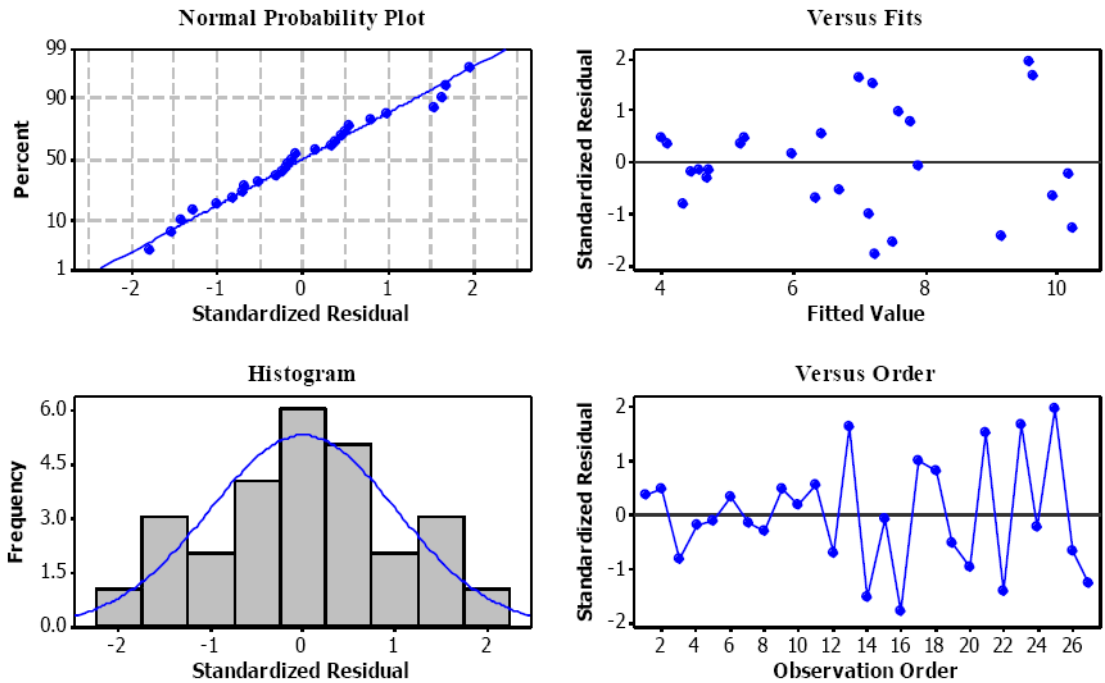 Normal Probability Plot
99
90
50
10
1
Percent
-2 -1 0 1 2
Standardized Residual
Versus Fits
2
1
0
-1
-2
Standardized Residual
4 6 8 10
Fitted Value
Histogram
6.0
4.5
3.0
1.5
0.0
Frequency
-2 -1 0 1 2
Standardized Residual
Versus Order
2
1
0
-1
-2
Standardized Residual
2 4 6 8 10 12 14 16 18 20 22 24 26
Observation Order